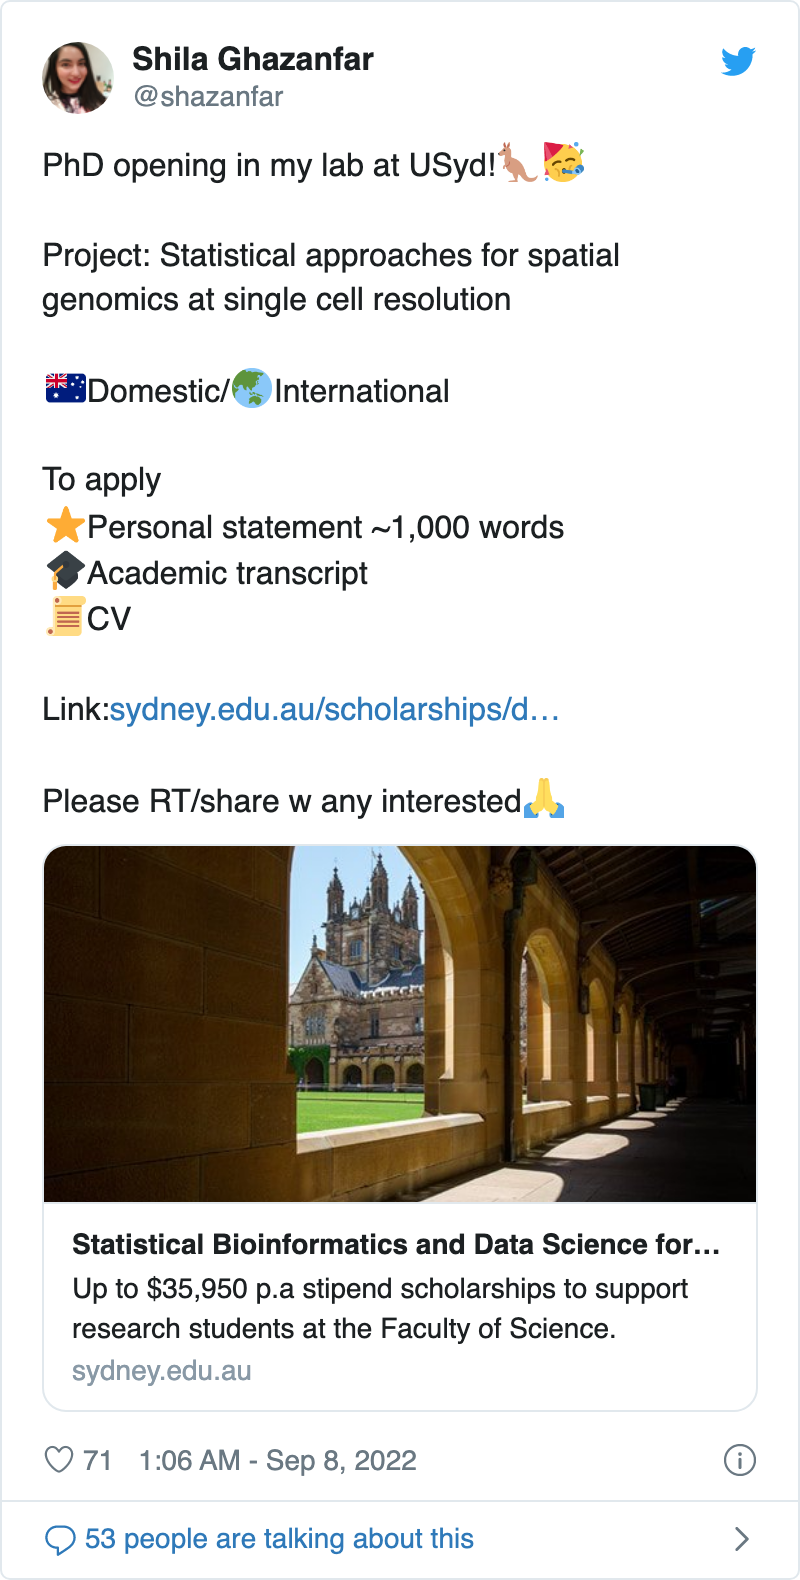 Shila Ghazanfar
@shazanfar
PhD opening in my lab at USyd!🦘🥳
Project: Statistical approaches for spatial
genomics at single cell resolution
🇦🇺Domestic/🌏International
To apply
⭐Personal statement ~1,000 words
🎓Academic transcript
📜CV
Link:sydney.edu.au/scholarships/d…
Please RT/share w any interested🙏
Statistical Bioinformatics and Data Science for…
Up to $35,950 p.a stipend scholarships to support
research students at the Faculty of Science.
sydney.edu.au
71 1:06 AM - Sep 8, 2022
53 people are talking about this